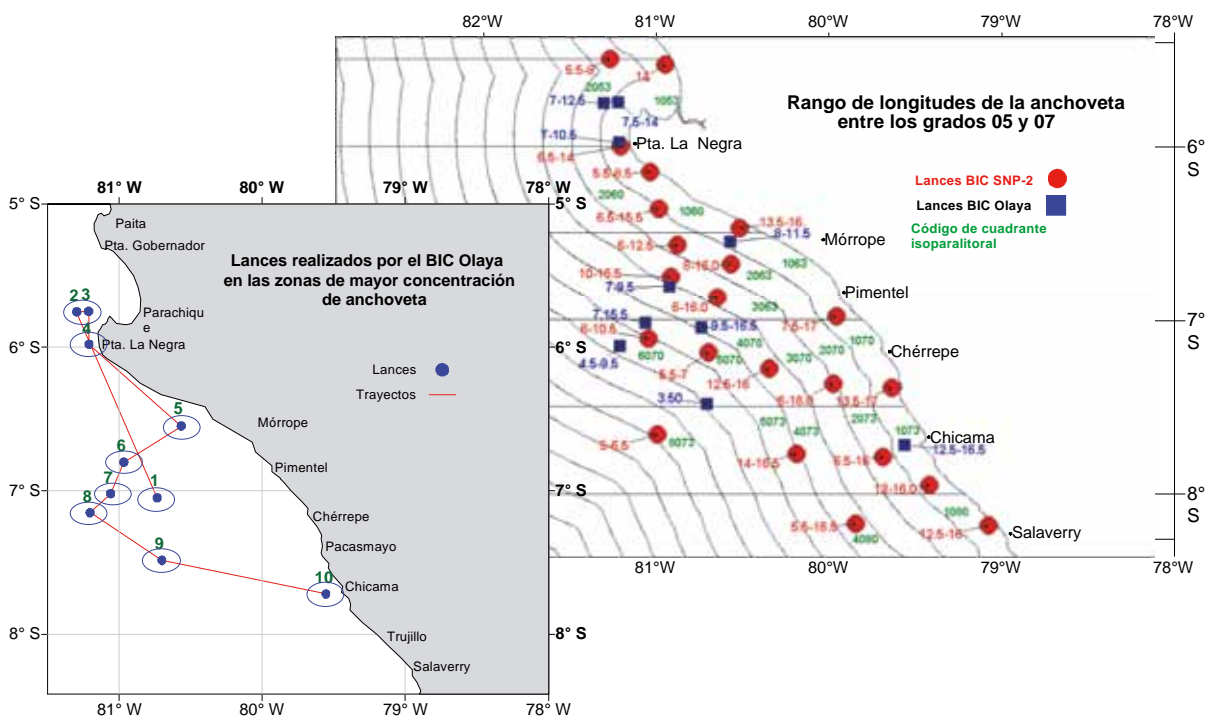 82°W
81°W
80°W
79°W
78°W
Rango de longitudes de la anchoveta
entre los grados 05 y 07
Lances BIC SNP-2
Lances BIC Olaya
Código de cuadrante
isoparalitoral
14
2053
1053
7-12.5
7.5-14
7-10.5
6.5-14
Pta. La Negra
6°
S
5.5-8.5
2060
1060
6.5-15.5
13.5-16
8-11.5
Mórrope
6-12.5
8-16.0
1063
2063
10-16.5
7-9.5
3063
6-16.0
Pimentel
7.5-17
7-15.5
9.5-16.5
7°
S
6-10.5
6070
4070
5070
3070
2070
1070
Chérrepe
4.5-9.5
5.5-7
12.5-16
6-16.0
13.5-17
3.50
5073
4073
2073
1073
Chicama
12.5-16.5
5-6.5
6073
14-16.5
6.5-16
12-16.0
8°
S
1080
5.5-16.5
4080
12.5-16
Salaverry
81°W
80°W
79°W
78°W
81°W
80°W
79°W
78°W
5° S
5° S
Paita
Pta. Gobernador
Lances realizados por el BIC Olaya
en las zonas de mayor concentración
de anchoveta
2
3
Parachiqu
e
4
Pta. La Negra
6° S
6° S
Lances
Trayectos
5
Mórrope
6
Pimentel
7
1
7° S
7° S
8
Chérrepe
9
Pacasmayo
10
Chicama
Trujillo
8° S
8° S
Salaverry
81°W
80°W
79°W
78°W